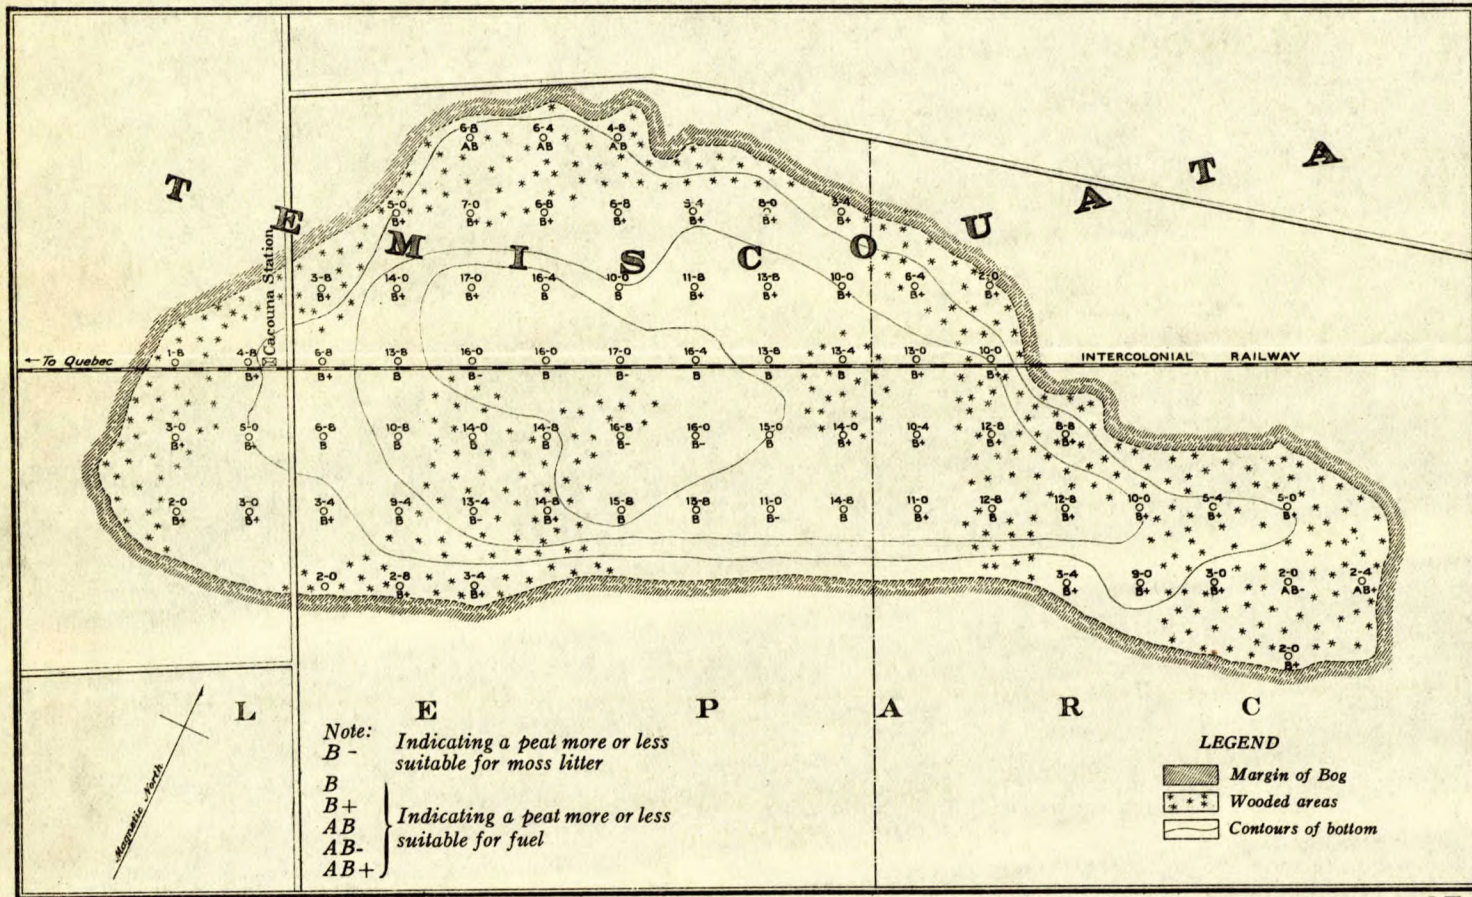 TEMISCOUATA
6-8 6-4 4-8
AB AB AB
5-0 7-0 6-8 6-8 8-0 3-4
B+ B+ B+ B+ B+ B+ B+
Cacouna Station
3-8 14-0 17-0 16-4 10-0 11-8 13-8 10-0 6-4 2-0
B+ B+ B+ B B B+ B+ B+ B+ B+
← To Quebec
INTERCOLONIAL RAILWAY
1-8 4-8 6-8 13-8 16-0 16-0 17-0 16-4 13-8 13-4 13-0 10-0
B+ B+ B B- B B- B B B B+ B+
3-0 5-0 6-8 10-8 14-0 14-8 16-8 16-0 15-0 14-0 10-4 12-8 8-8
B+ B B B B B- B- B B+ B+ B+ B+
2-0 3-0 3-4 9-4 13-4 14-8 15-8 13-8 11-0 14-8 11-0 12-8 12-8 10-0 5-4 5-0
B+ B+ B+ B B- B+ B B B- B B+ B B+ B+ B+ B+
2-0 2-8 3-4 3-4 9-0 3-0 2-0 2-4
B+ B+ B+ B+ B+ AB- AB+
2-0
B+
LE PARC
Magnetic North
Note:
B - Indicating a peat more or less
suitable for moss litter
B
B+
AB Indicating a peat more or less
AB- suitable for fuel
AB+
LEGEND
Margin of Bog
Wooded areas
Contours of bottom